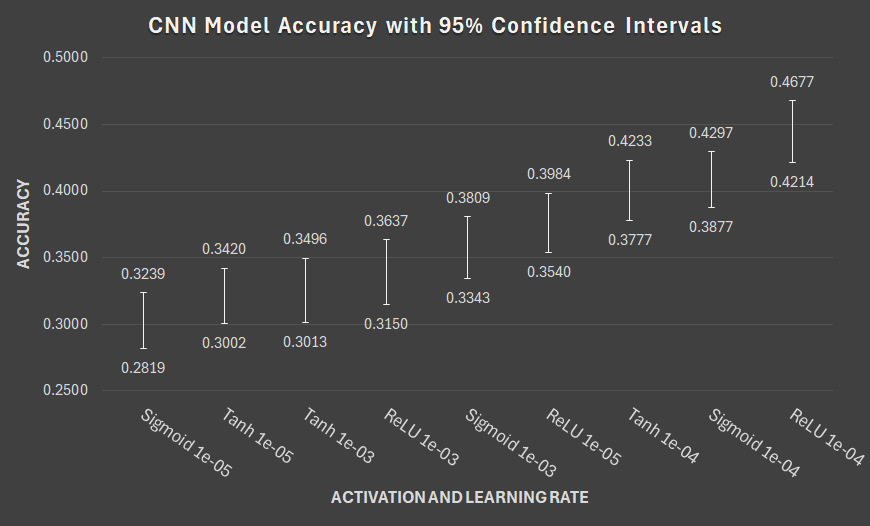 CNN Model Accuracy with 95% Confidence Intervals
0.5000
0.4500
0.4000
0.3500
0.3000
0.2500
ACCURACY
0.3239
0.2819
0.3420
0.3002
0.3496
0.3013
0.3637
0.3150
0.3809
0.3343
0.3984
0.3540
0.4233
0.3777
0.4297
0.3877
0.4677
0.4214
Sigmoid 1e-05
Tanh 1e-05
Tanh 1e-03
ReLU 1e-03
Sigmoid 1e-03
ReLU 1e-05
Tanh 1e-04
Sigmoid 1e-04
ReLU 1e-04
ACTIVATION AND LEARNING RATE